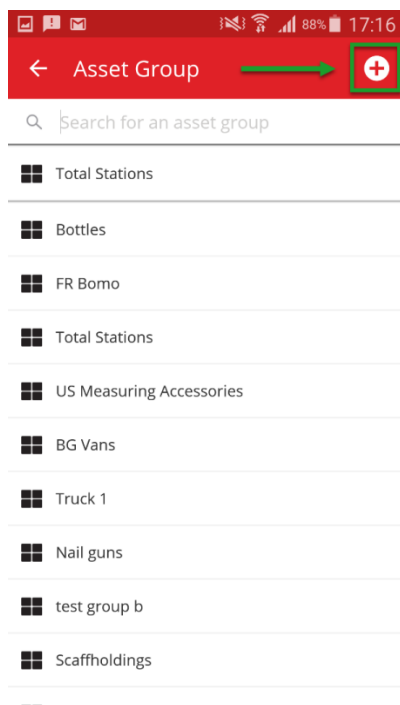 88% 17:16
Asset Group
Search for an asset group
Total Stations
Bottles
FR Bomo
Total Stations
US Measuring Accessories
BG Vans
Truck 1
Nail guns
test group b
Scaffholdings